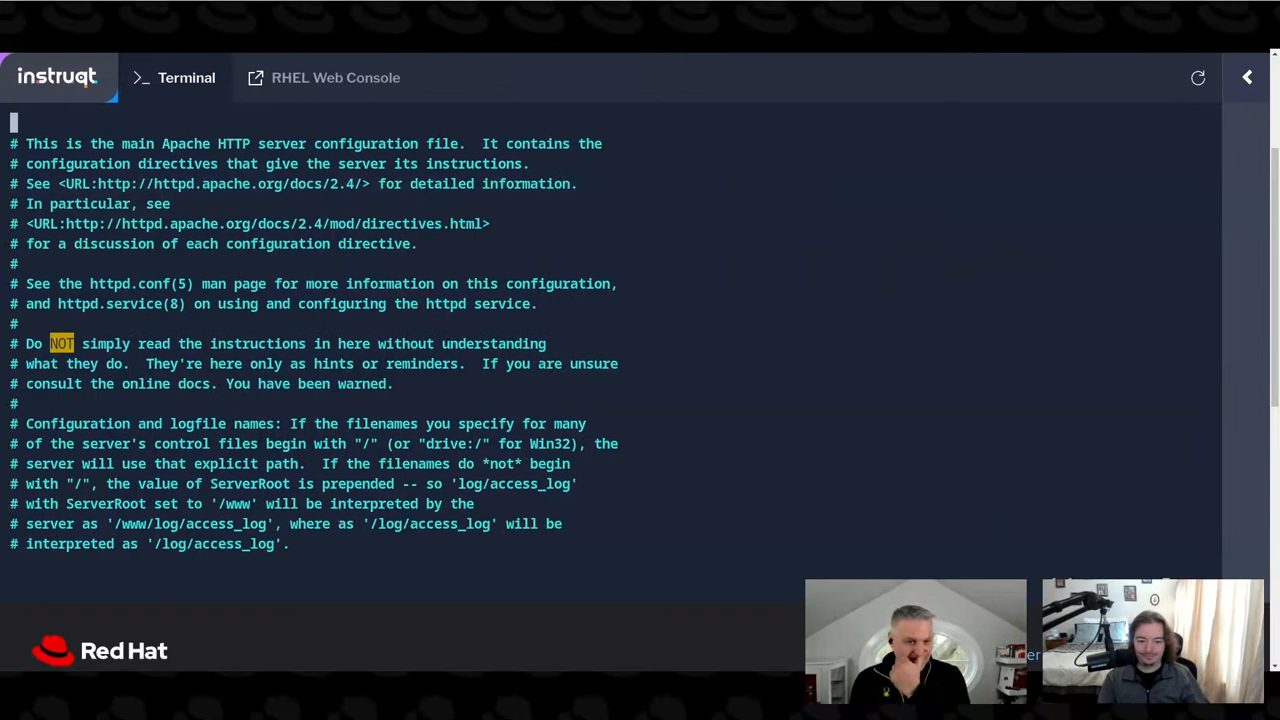 instruqt
>_ Terminal
RHEL Web Console
# This is the main Apache HTTP server configuration file.  It contains the
# configuration directives that give the server its instructions.
# See <URL:http://httpd.apache.org/docs/2.4/> for detailed information.
# In particular, see
# <URL:http://httpd.apache.org/docs/2.4/mod/directives.html>
# for a discussion of each configuration directive.
#
# See the httpd.conf(5) man page for more information on this configuration,
# and httpd.service(8) on using and configuring the httpd service.
#
# Do NOT simply read the instructions in here without understanding
# what they do.  They're here only as hints or reminders.  If you are unsure
# consult the online docs. You have been warned.
#
# Configuration and logfile names: If the filenames you specify for many
# of the server's control files begin with "/" (or "drive:/" for Win32), the
# server will use that explicit path.  If the filenames do *not* begin
# with "/", the value of ServerRoot is prepended -- so 'log/access_log'
# with ServerRoot set to '/www' will be interpreted by the
# server as '/www/log/access_log', where as '/log/access_log' will be
# interpreted as '/log/access_log'.
Red Hat